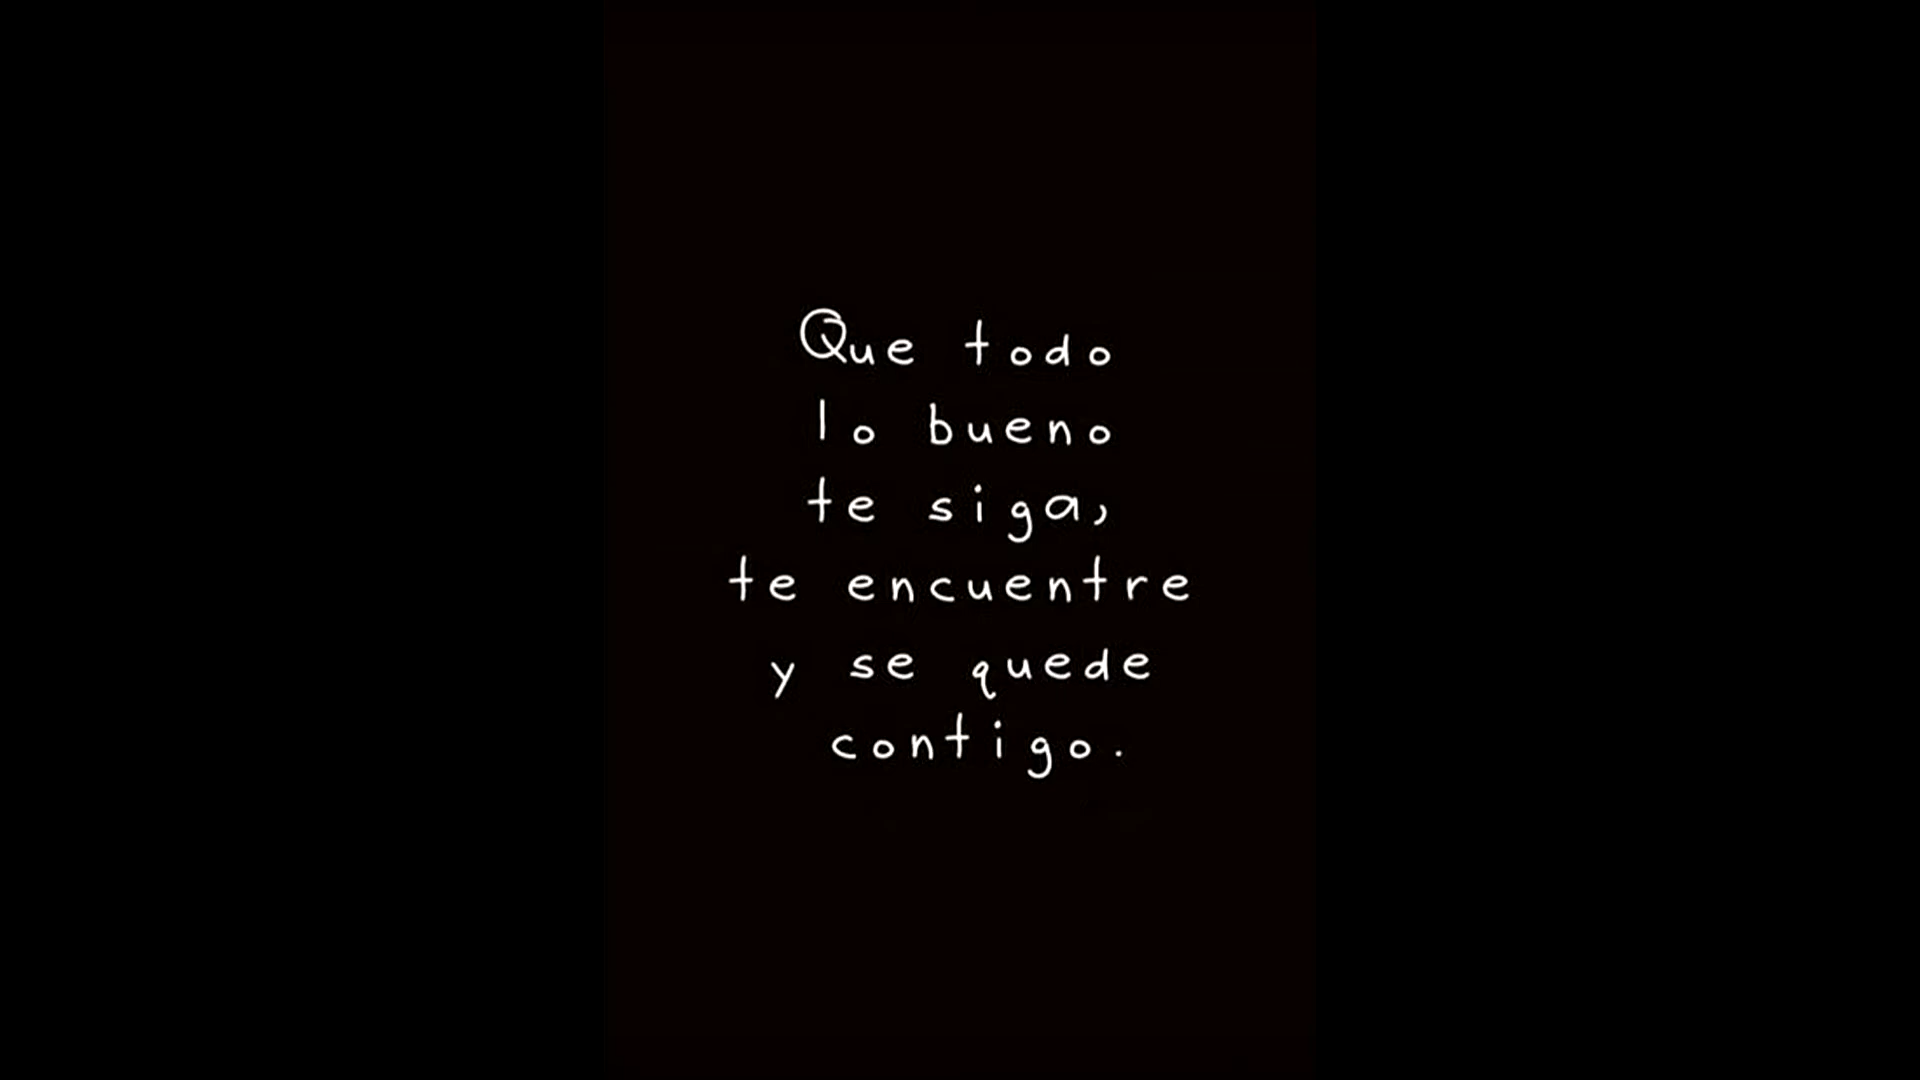 Que todo
lo bueno
te siga,
te encuentre
y se quede
contigo.